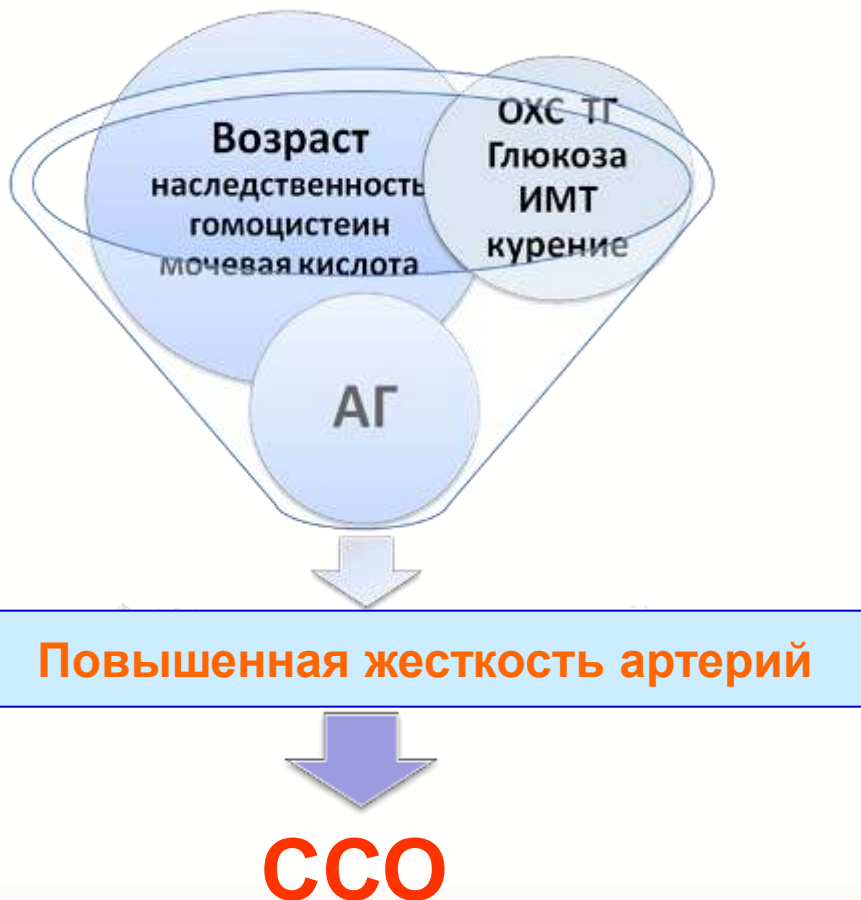 Возраст
наследственность
гомоцистеин
мочевая кислота
ОХС ТГ
Глюкоза
ИМТ
курение
АГ
Повышенная жесткость артерий
ССО